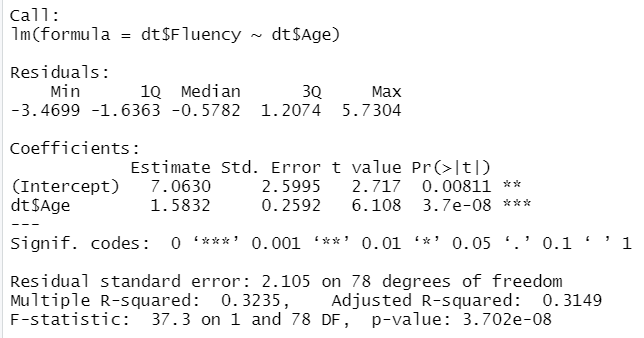 Call:
lm(formula = dt$Fluency ~ dt$Age)
Residuals:
Min 1Q Median 3Q Max
-3.4699 -1.6363 -0.5782 1.2074 5.7304
Coefficients:
Estimate Std. Error t value Pr(>|t|)
(Intercept) 7.0630 2.5995 2.717 0.00811 **
dt$Age 1.5832 0.2592 6.108 3.7e-08 ***
---
Signif. codes: 0 ‘***’ 0.001 ‘**’ 0.01 ‘*’ 0.05 ‘.’ 0.1 ‘ ’ 1
Residual standard error: 2.105 on 78 degrees of freedom
Multiple R-squared: 0.3235, Adjusted R-squared: 0.3149
F-statistic: 37.3 on 1 and 78 DF, p-value: 3.702e-08